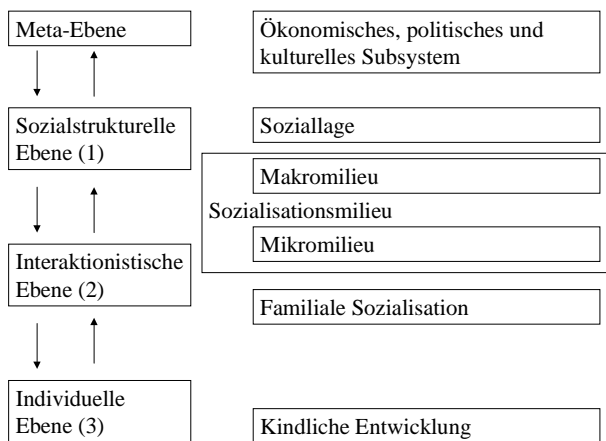 Meta-Ebene
Ökonomisches, politisches und
kulturelles Subsystem
Sozialstrukturelle
Ebene (1)
Soziallage
Makromilieu
Sozialisationsmilieu
Mikromilieu
Interaktionistische
Ebene (2)
Familiale Sozialisation
Individuelle
Ebene (3)
Kindliche Entwicklung